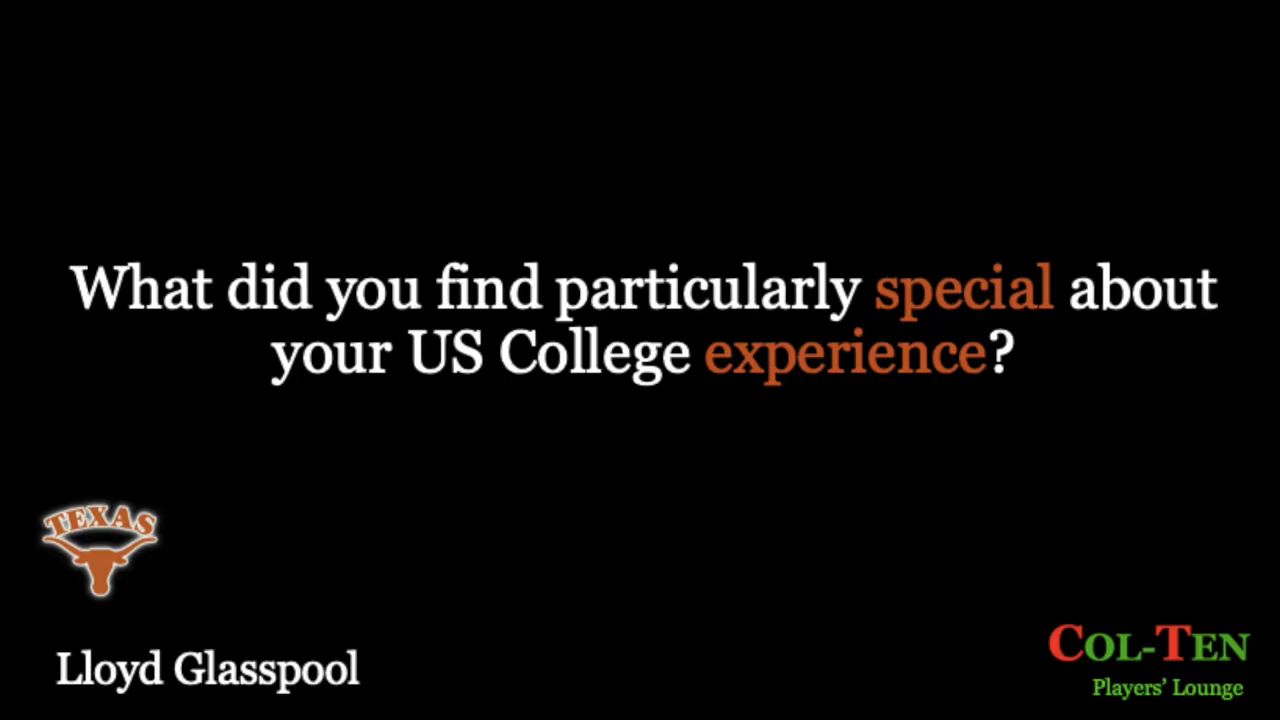 What did you find particularly special about
your US College experience?
TEXAS
Lloyd Glasspool
COL-TEN
Players' Lounge